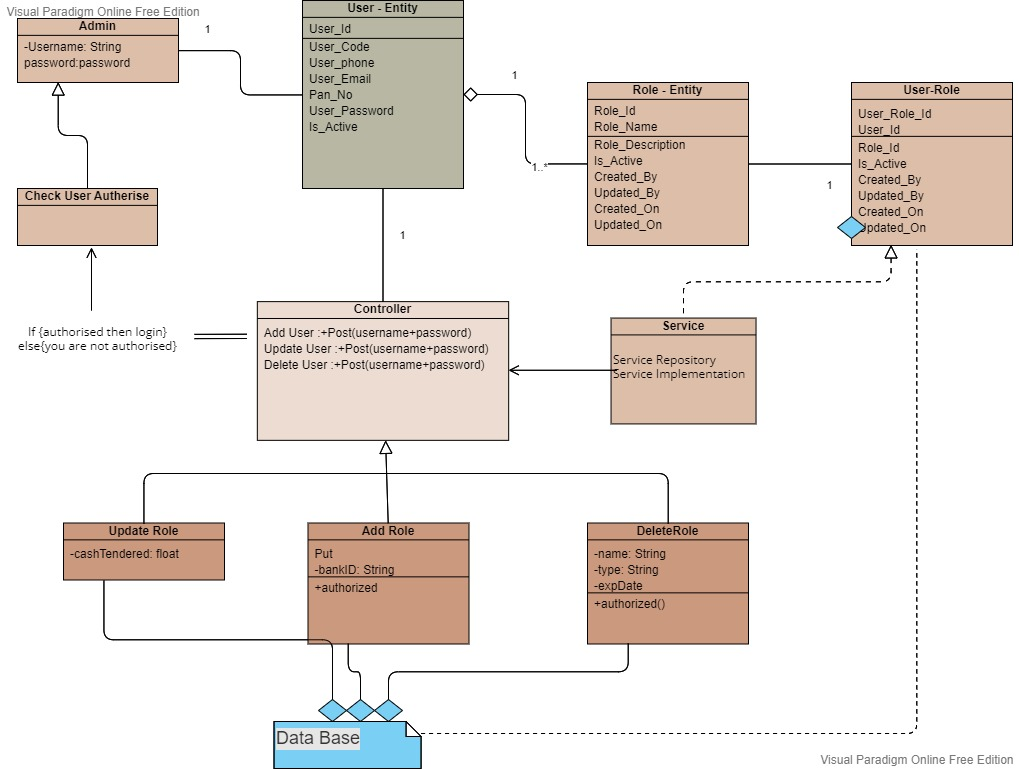 Visual Paradigm Online Free Edition
Admin
-Username: String
password:password
1
User - Entity
User_Id
User_Code
User_phone
User_Email
Pan_No
User_Password
Is_Active
1
1..*
Role - Entity
Role_Id
Role_Name
Role_Description
Is_Active
Created_By
Updated_By
Created_On
Updated_On
1
User-Role
User_Role_Id
User_Id
Role_Id
Is_Active
Created_By
Updated_By
Created_On
Updated_On
Check User Autherise
1
If {authorised then login}
else{you are not authorised}
Controller
Add User :+Post(username+password)
Update User :+Post(username+password)
Delete User :+Post(username+password)
Service
Service Repository
Service Implementation
Update Role
-cashTendered: float
Add Role
Put
-bankID: String
+authorized
DeleteRole
-name: String
-type: String
-expDate
+authorized()
Data Base
Visual Paradigm Online Free Edition